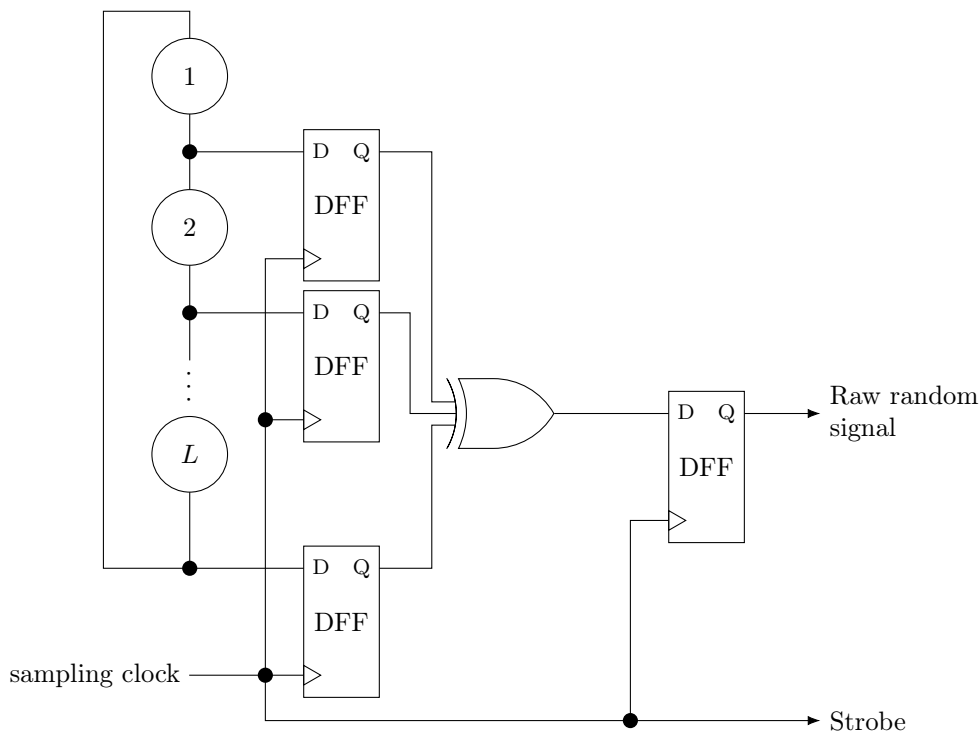 1
D Q
DFF
2
D Q
DFF
L
D Q
DFF
D Q
DFF
Raw random
signal
sampling clock
Strobe